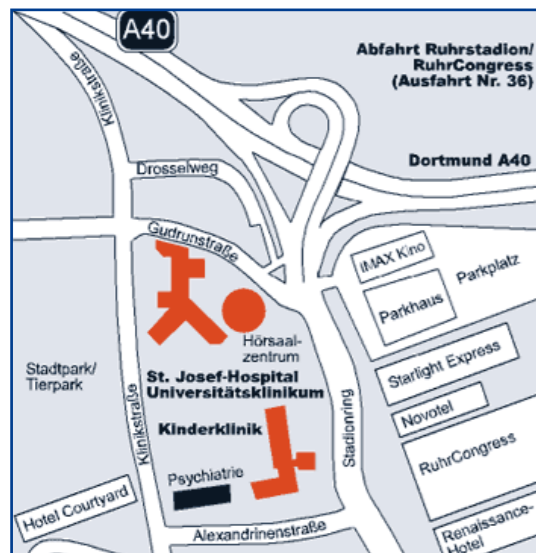 A40
Abfahrt Ruhrstadion/
RuhrCongress
(Ausfahrt Nr. 36)
Klinikstraße
Dortmund A40
Drosselweg
Gudrunstraße
iMAX Kino
Parkplatz
Parkhaus
Hörsaal-
zentrum
Starlight Express
Stadtpark/
Tierpark
St. Josef-Hospital
Universitätsklinikum
Novotel
Klinikstraße
Kinderklinik
Stadionring
RuhrCongress
Psychiatrie
Hotel Courtyard
Alexandrinenstraße
Renaissance-
Hotel